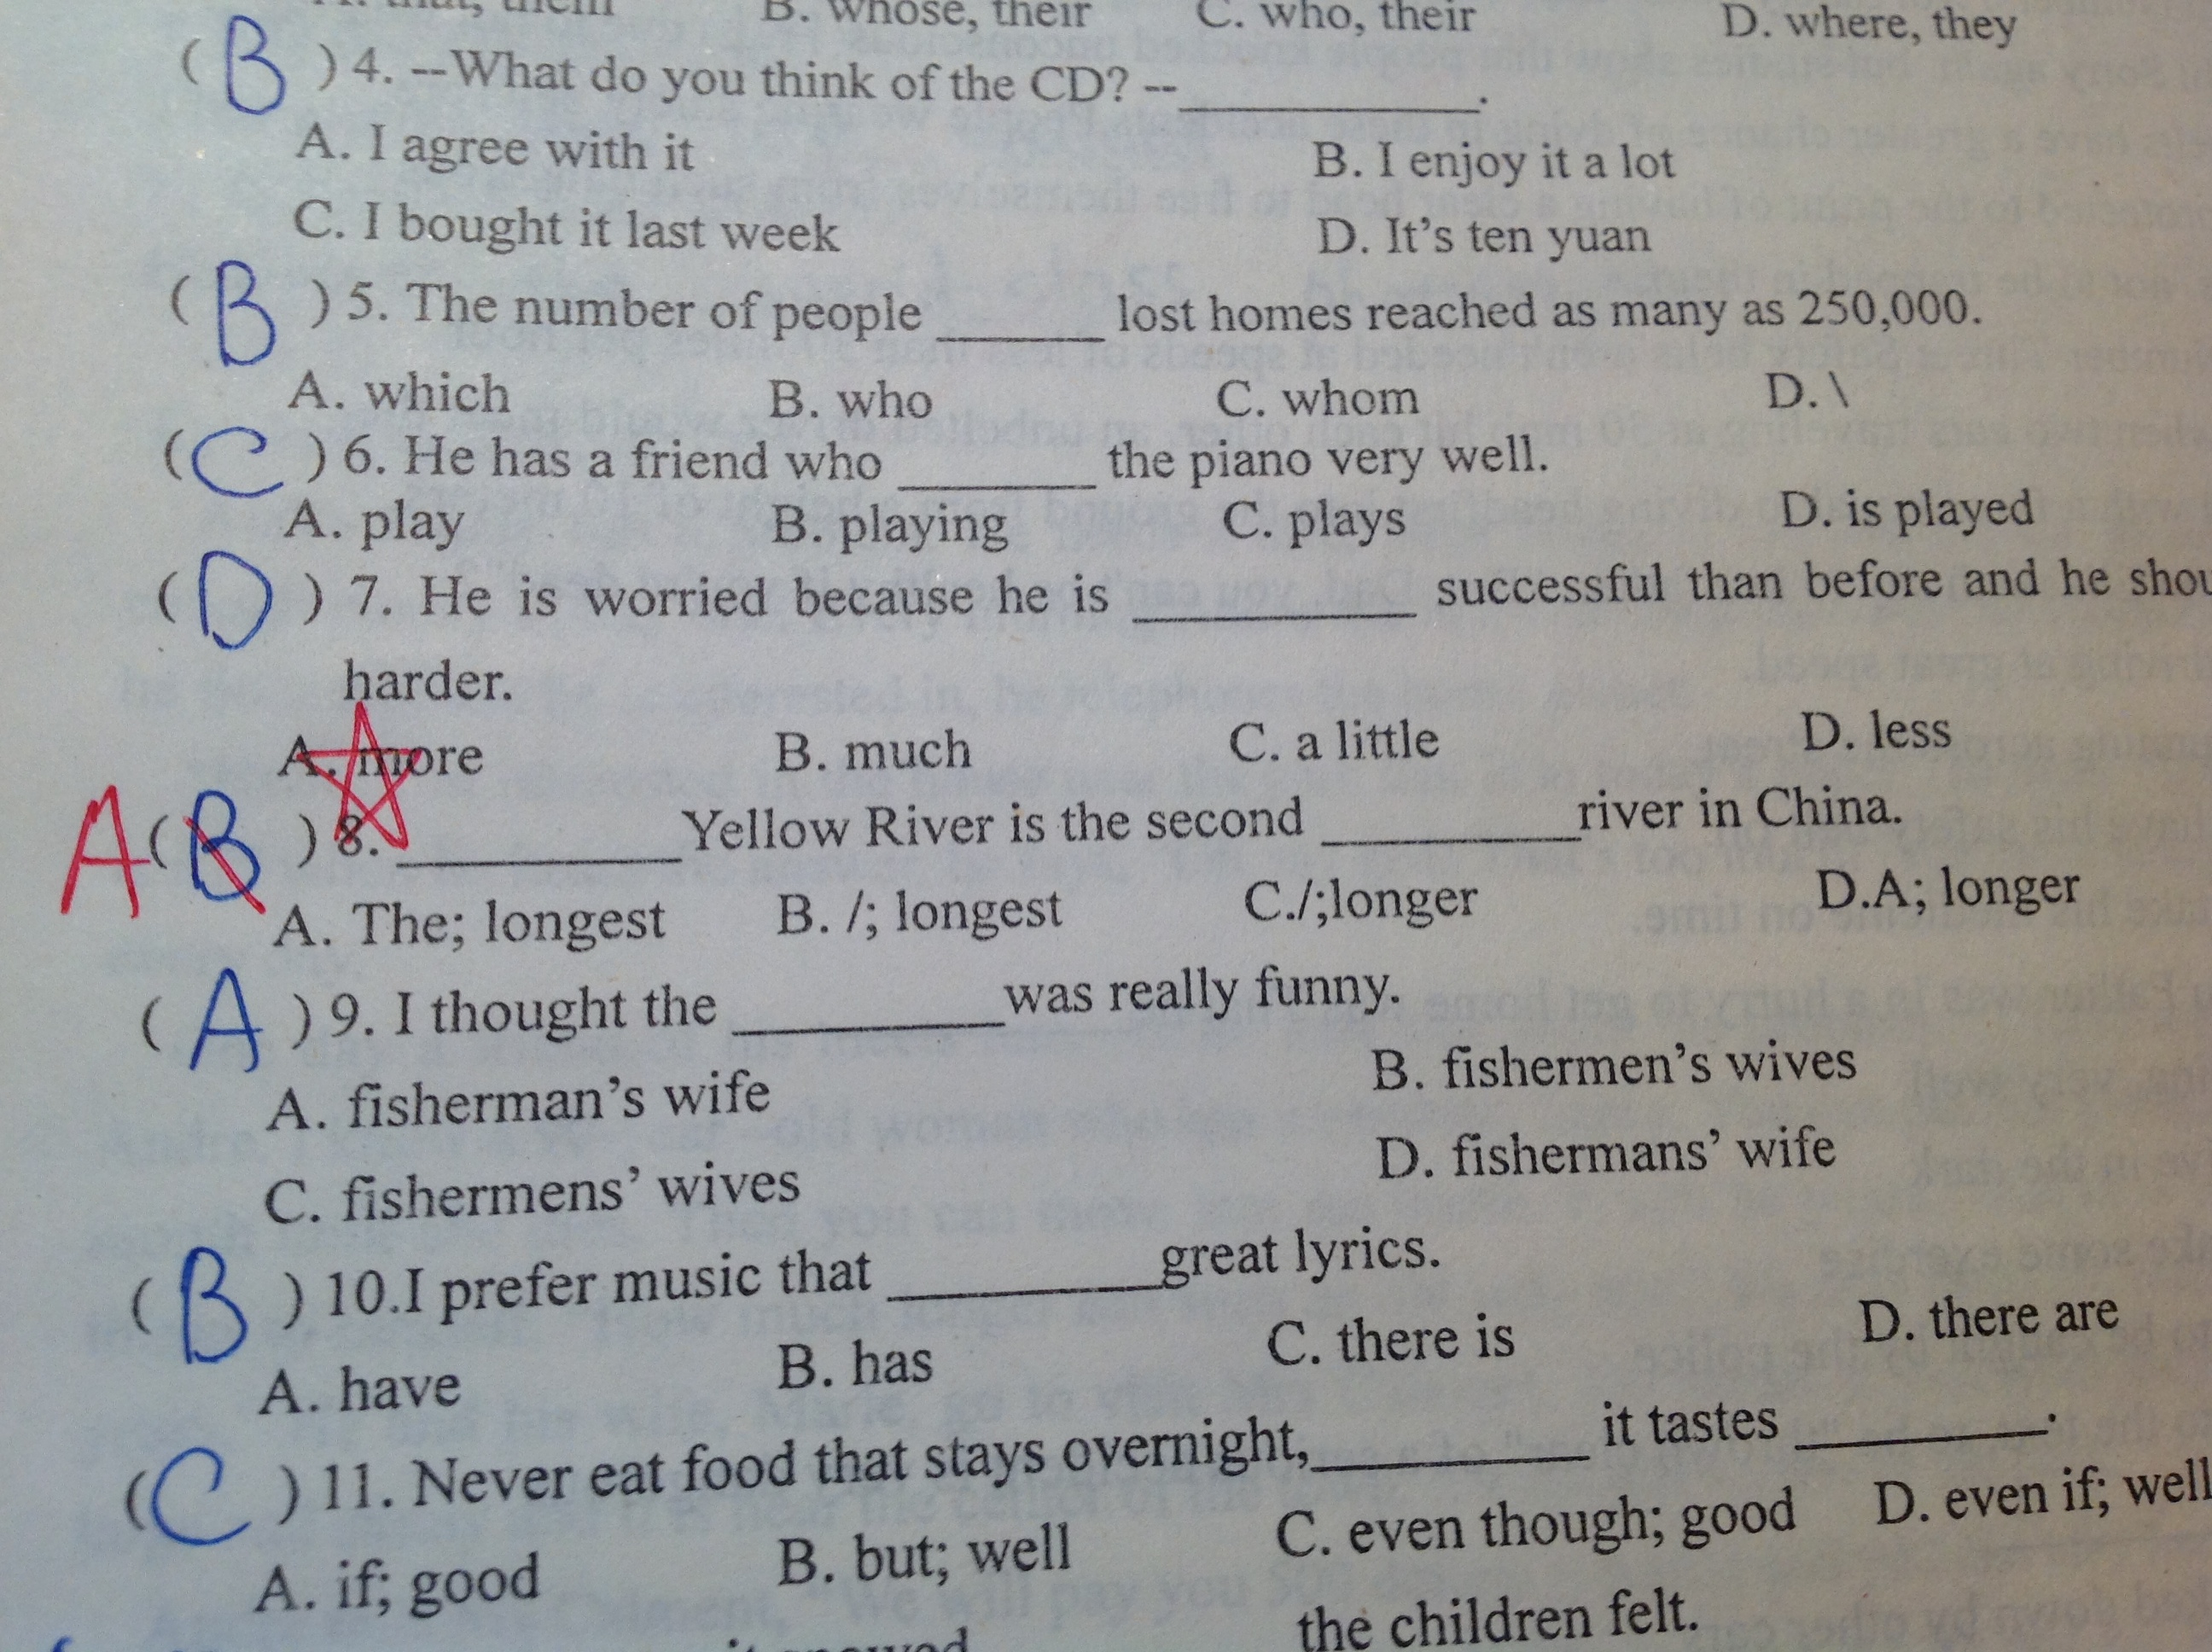 B. whose, their C. who, their D. where, they
( B ) 4. --What do you think of the CD? --____________.
A. I agree with it B. I enjoy it a lot
C. I bought it last week D. It's ten yuan
( B ) 5. The number of people ______ lost homes reached as many as 250,000.
A. which B. who C. whom D. \
( C ) 6. He has a friend who ________ the piano very well.
A. play B. playing C. plays D. is played
( D ) 7. He is worried because he is ___________ successful than before and he shou
harder.
A. more B. much C. a little D. less
A ( B ) 8. ___________ Yellow River is the second __________ river in China.
A. The; longest B. /; longest C./;longer D.A; longer
( A ) 9. I thought the __________ was really funny.
A. fisherman's wife B. fishermen's wives
C. fishermens' wives D. fishermans' wife
( B ) 10.I prefer music that __________ great lyrics.
A. have B. has C. there is D. there are
( C ) 11. Never eat food that stays overnight,__________ it tastes _________.
A. if; good B. but; well C. even though; good D. even if; well
the children felt.